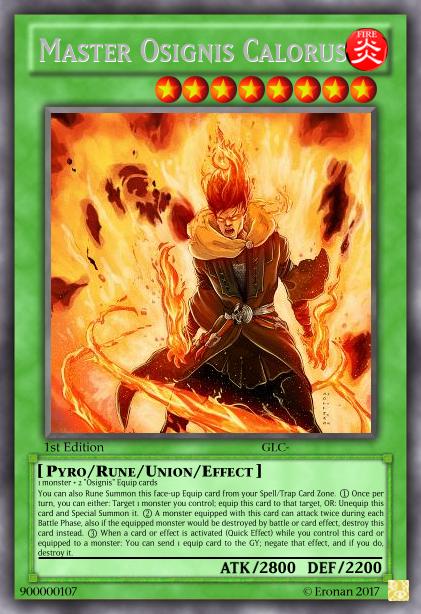 Master Osignis Calorus
FIRE
炎
1st Edition
GLC-
[ Pyro/Rune/Union/Effect ]
1 monster + 2 "Osignis" Equip cards
You can also Rune Summon this face-up Equip card from your Spell/Trap Card Zone. ① Once per
turn, you can either: Target 1 monster you control; equip this card to that target, OR: Unequip this
card and Special Summon it. ② A monster equipped with this card can attack twice during each
Battle Phase, also if the equipped monster would be destroyed by battle or card effect, destroy this
card instead. ③ When a card or effect is activated (Quick Effect) while you control this card or
equipped to a monster: You can send 1 equip card to the GY; negate that effect, and if you do,
destroy it.
ATK/2800 DEF/2200
900000107
© Eronan 2017